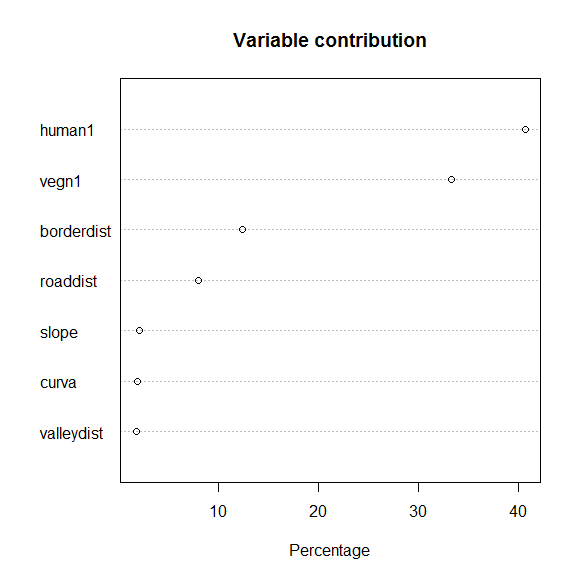 Variable contribution
human1
vegn1
borderdist
roaddist
slope
curva
valleydist
10 20 30 40
Percentage